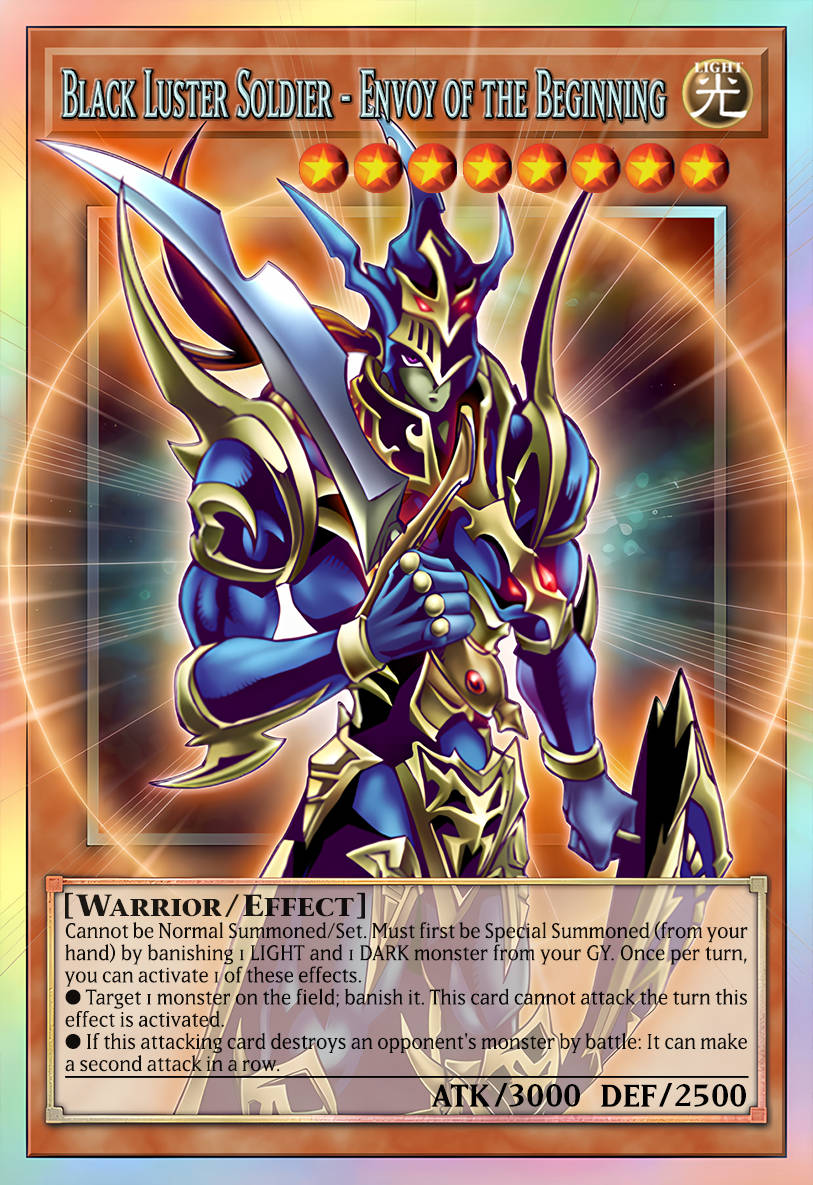 Black Luster Soldier - Envoy of the Beginning
LIGHT
光
[Warrior/Effect]
Cannot be Normal Summoned/Set. Must first be Special Summoned (from your
hand) by banishing 1 LIGHT and 1 DARK monster from your GY. Once per turn,
you can activate 1 of these effects.
● Target 1 monster on the field; banish it. This card cannot attack the turn this
effect is activated.
● If this attacking card destroys an opponent's monster by battle: It can make
a second attack in a row.
ATK/3000 DEF/2500